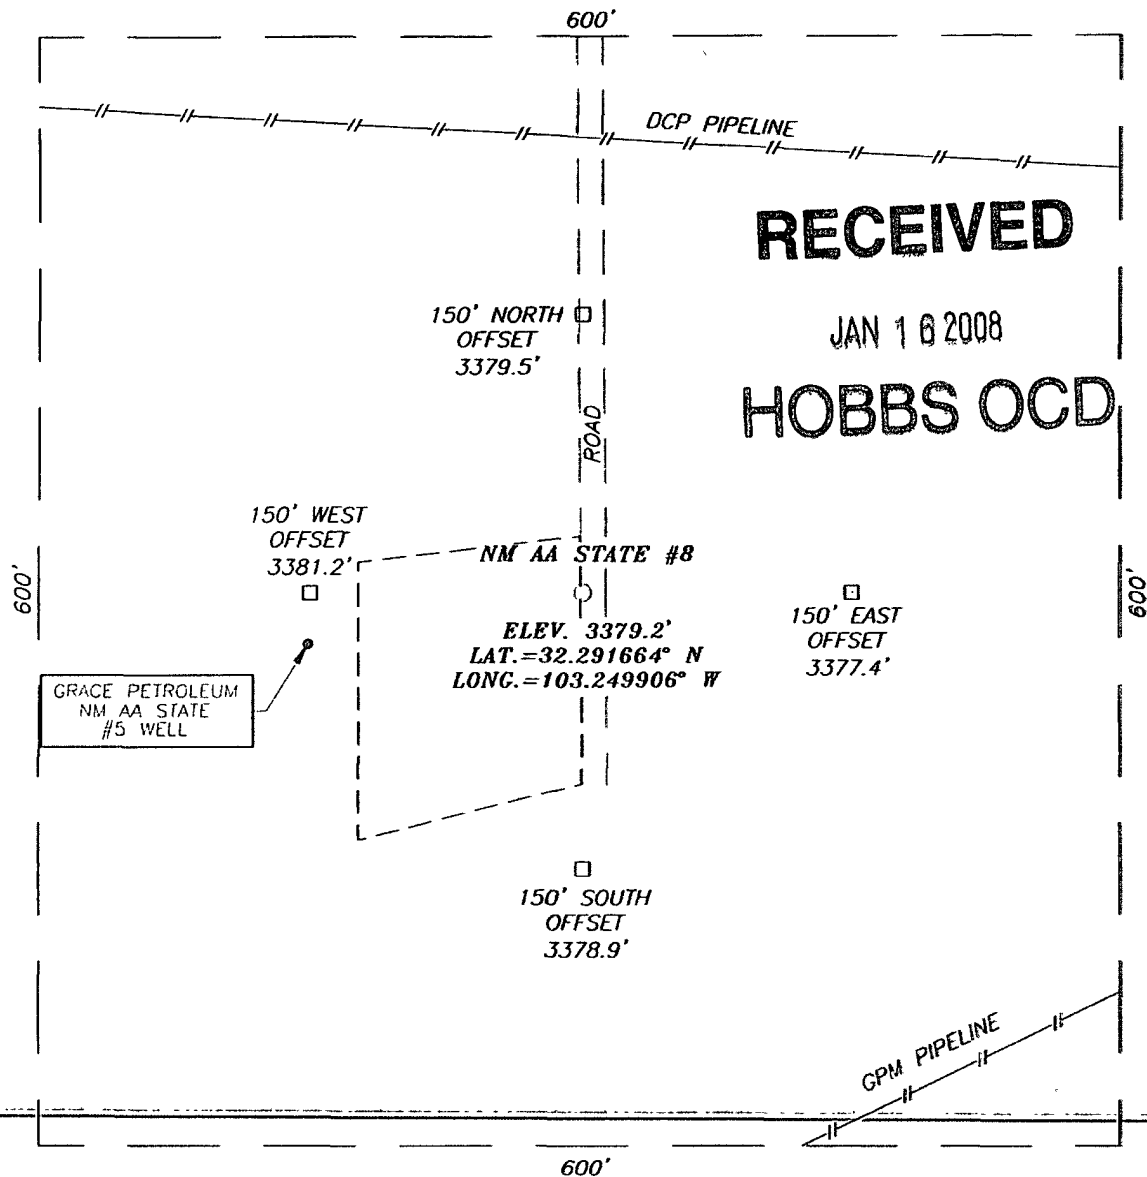 600'
DCP PIPELINE
RECEIVED
JAN 16 2008
HOBBS OCD
150' NORTH
OFFSET
3379.5'
ROAD
150' WEST
OFFSET
3381.2'
NM AA STATE #8
600'
600'
ELEV. 3379.2'
LAT.=32.291664° N
LONG.=103.249906° W
150' EAST
OFFSET
3377.4'
GRACE PETROLEUM
NM AA STATE
#5 WELL
150' SOUTH
OFFSET
3378.9'
GPM PIPELINE
600'